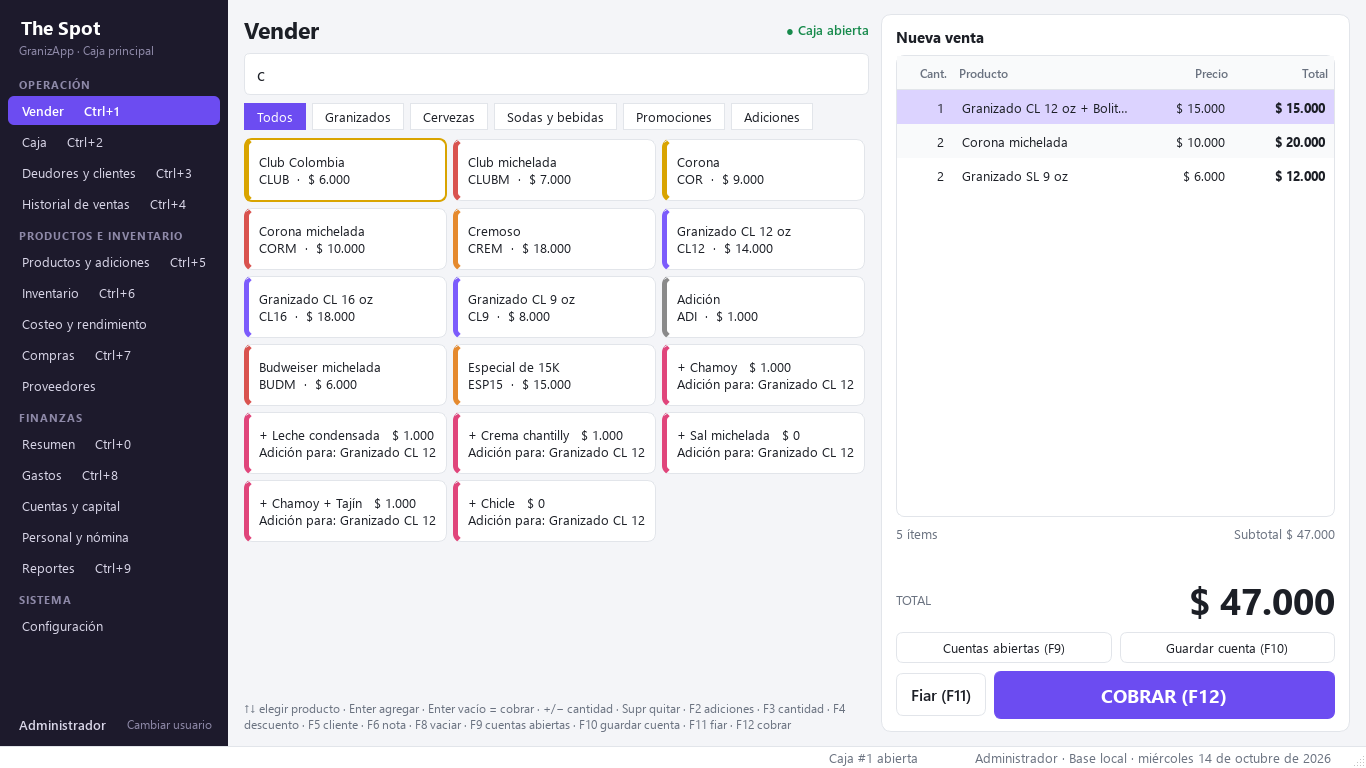 The Spot
GranizApp · Caja principal
OPERACIÓN
Vender Ctrl+1
Caja Ctrl+2
Deudores y clientes Ctrl+3
Historial de ventas Ctrl+4
PRODUCTOS E INVENTARIO
Productos y adiciones Ctrl+5
Inventario Ctrl+6
Costeo y rendimiento
Compras Ctrl+7
Proveedores
FINANZAS
Resumen Ctrl+0
Gastos Ctrl+8
Cuentas y capital
Personal y nómina
Reportes Ctrl+9
SISTEMA
Configuración
Administrador Cambiar usuario
Vender
● Caja abierta
c
Todos Granizados Cervezas Sodas y bebidas Promociones Adiciones
Club Colombia
CLUB · $ 6.000
Club michelada
CLUBM · $ 7.000
Corona
COR · $ 9.000
Corona michelada
CORM · $ 10.000
Cremoso
CREM · $ 18.000
Granizado CL 12 oz
CL12 · $ 14.000
Granizado CL 16 oz
CL16 · $ 18.000
Granizado CL 9 oz
CL9 · $ 8.000
Adición
ADI · $ 1.000
Budweiser michelada
BUDM · $ 6.000
Especial de 15K
ESP15 · $ 15.000
+ Chamoy $ 1.000
Adición para: Granizado CL 12
+ Leche condensada $ 1.000
Adición para: Granizado CL 12
+ Crema chantilly $ 1.000
Adición para: Granizado CL 12
+ Sal michelada $ 0
Adición para: Granizado CL 12
+ Chamoy + Tajín $ 1.000
Adición para: Granizado CL 12
+ Chicle $ 0
Adición para: Granizado CL 12
↑↓ elegir producto · Enter agregar · Enter vacío = cobrar · +/− cantidad · Supr quitar · F2 adiciones · F3 cantidad · F4
descuento · F5 cliente · F6 nota · F8 vaciar · F9 cuentas abiertas · F10 guardar cuenta · F11 fiar · F12 cobrar
Nueva venta
Cant. Producto Precio Total
1 Granizado CL 12 oz + Bolit... $ 15.000 $ 15.000
2 Corona michelada $ 10.000 $ 20.000
2 Granizado SL 9 oz $ 6.000 $ 12.000
5 ítems Subtotal $ 47.000
TOTAL $ 47.000
Cuentas abiertas (F9) Guardar cuenta (F10)
Fiar (F11) COBRAR (F12)
Caja #1 abierta Administrador · Base local · miércoles 14 de octubre de 2026